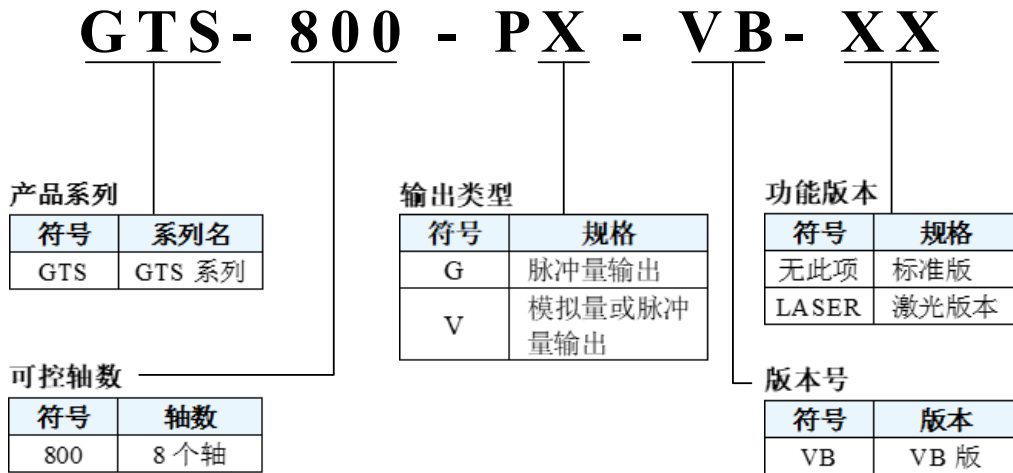 GTS- 800 - PX - VB- XX
产品系列
符号 系列名
GTS GTS 系列
可控轴数
符号 轴数
800 8 个轴
输出类型
符号 规格
G 脉冲量输出
V 模拟量或脉冲
量输出
功能版本
符号 规格
无此项 标准版
LASER 激光版本
版本号
符号 版本
VB VB 版